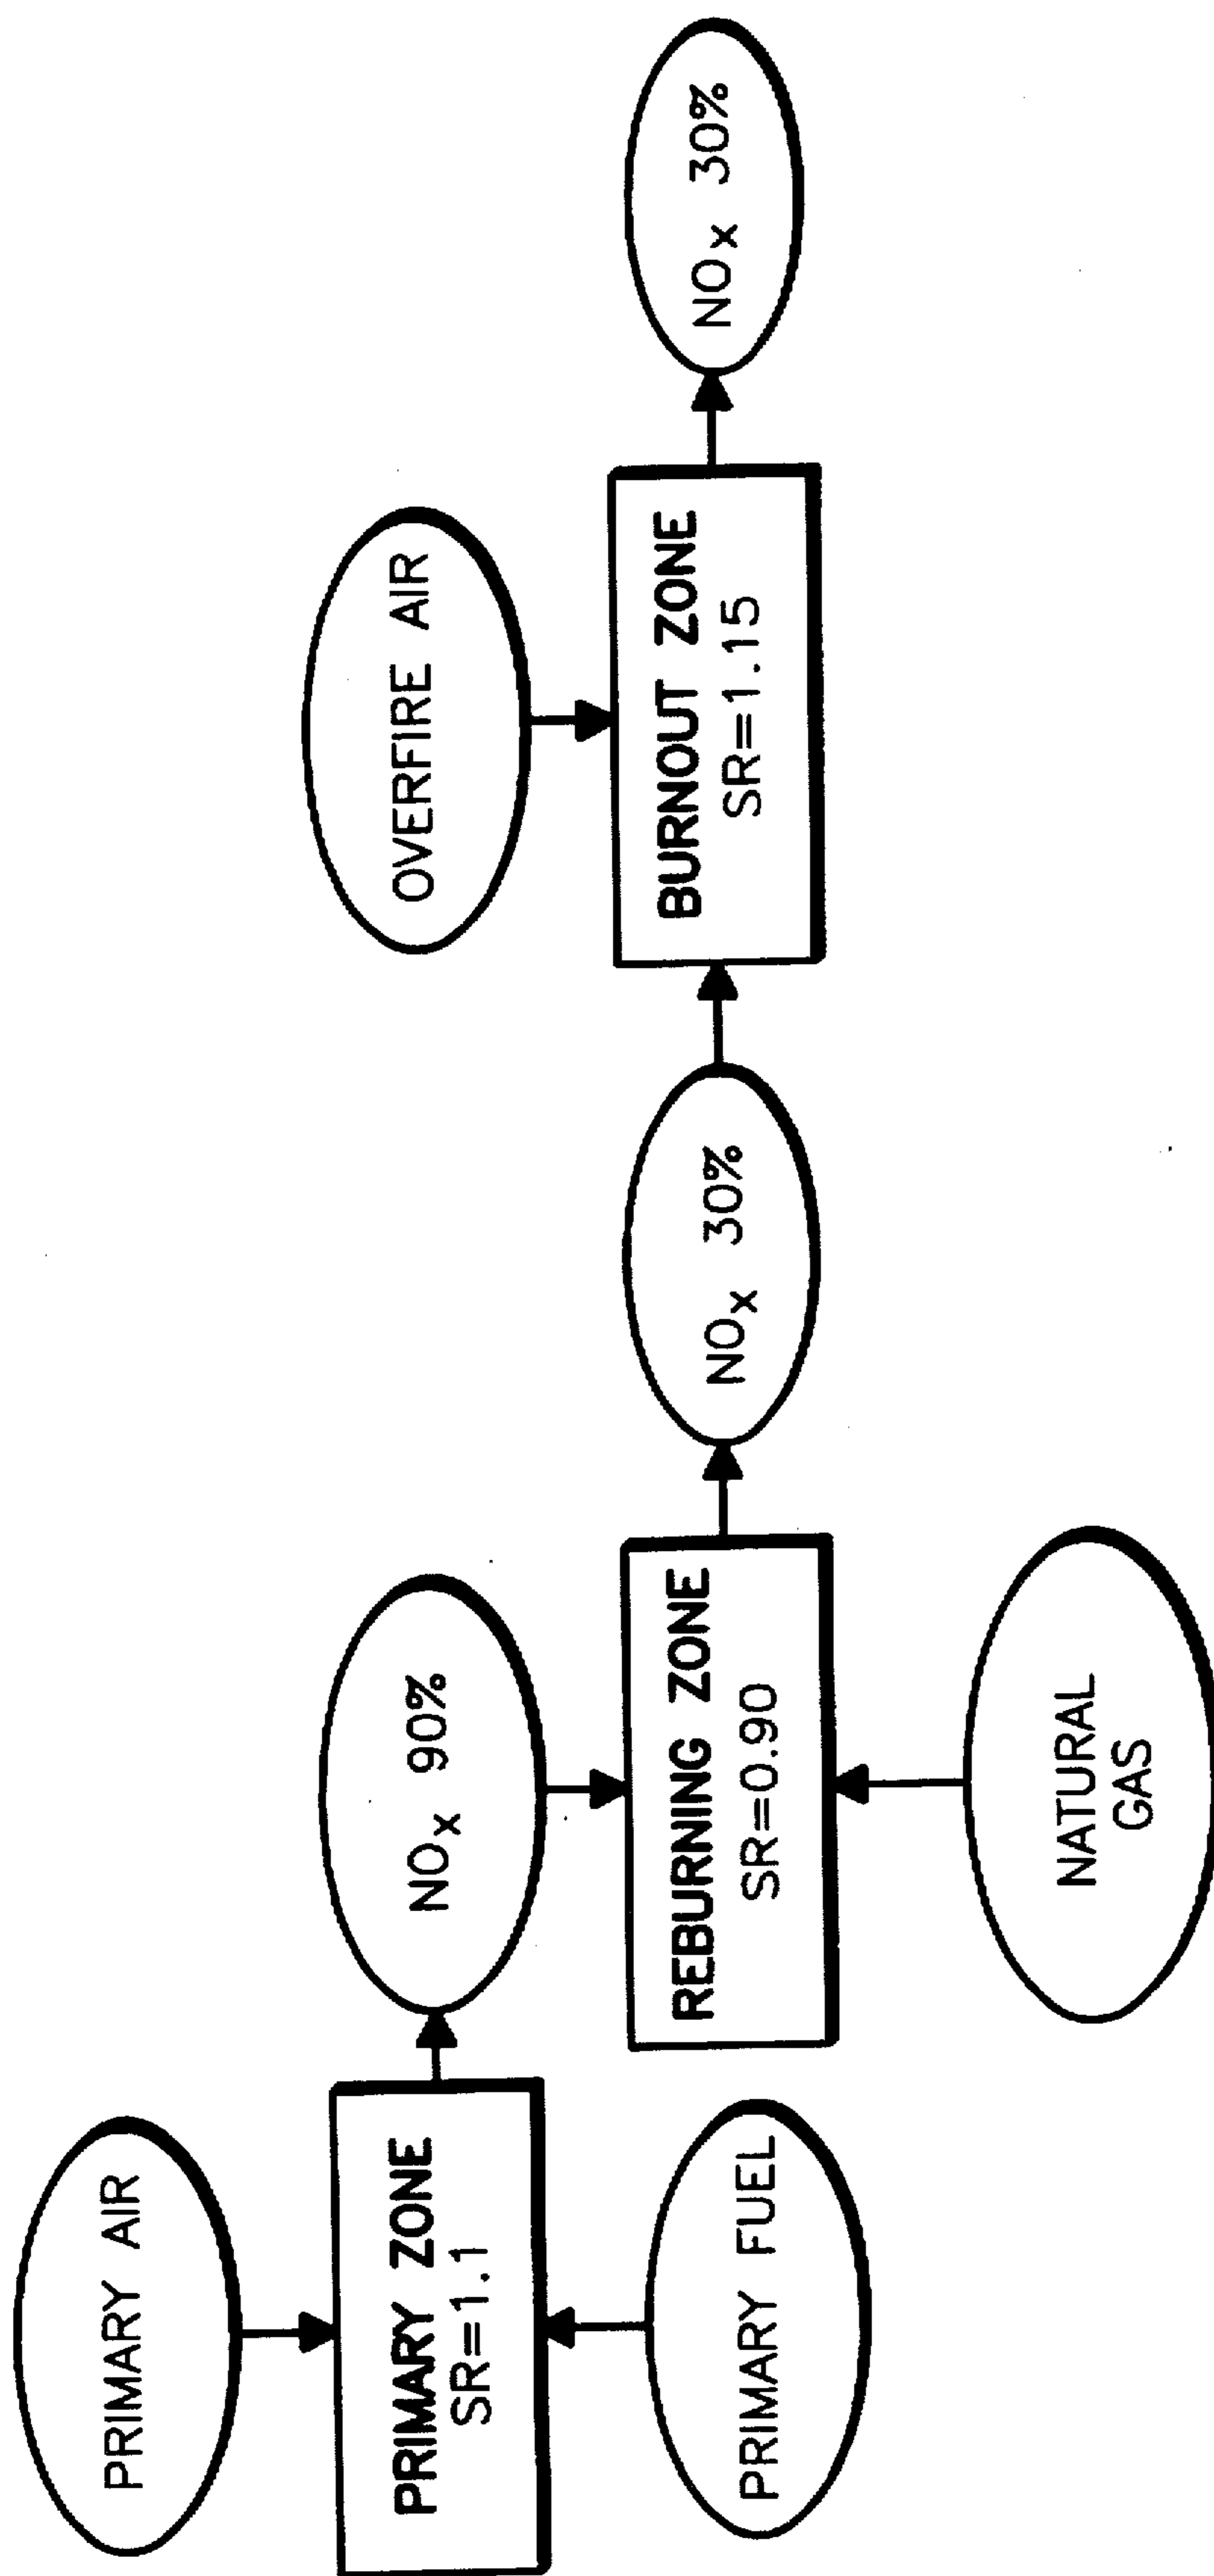 PRIMARY AIR
PRIMARY ZONE
SR=1.1
PRIMARY FUEL
NOx 90%
REBURNING ZONE
SR=0.90
NATURAL
GAS
NOx 30%
OVERFIRE AIR
BURNOUT ZONE
SR=1.15
NOx 30%